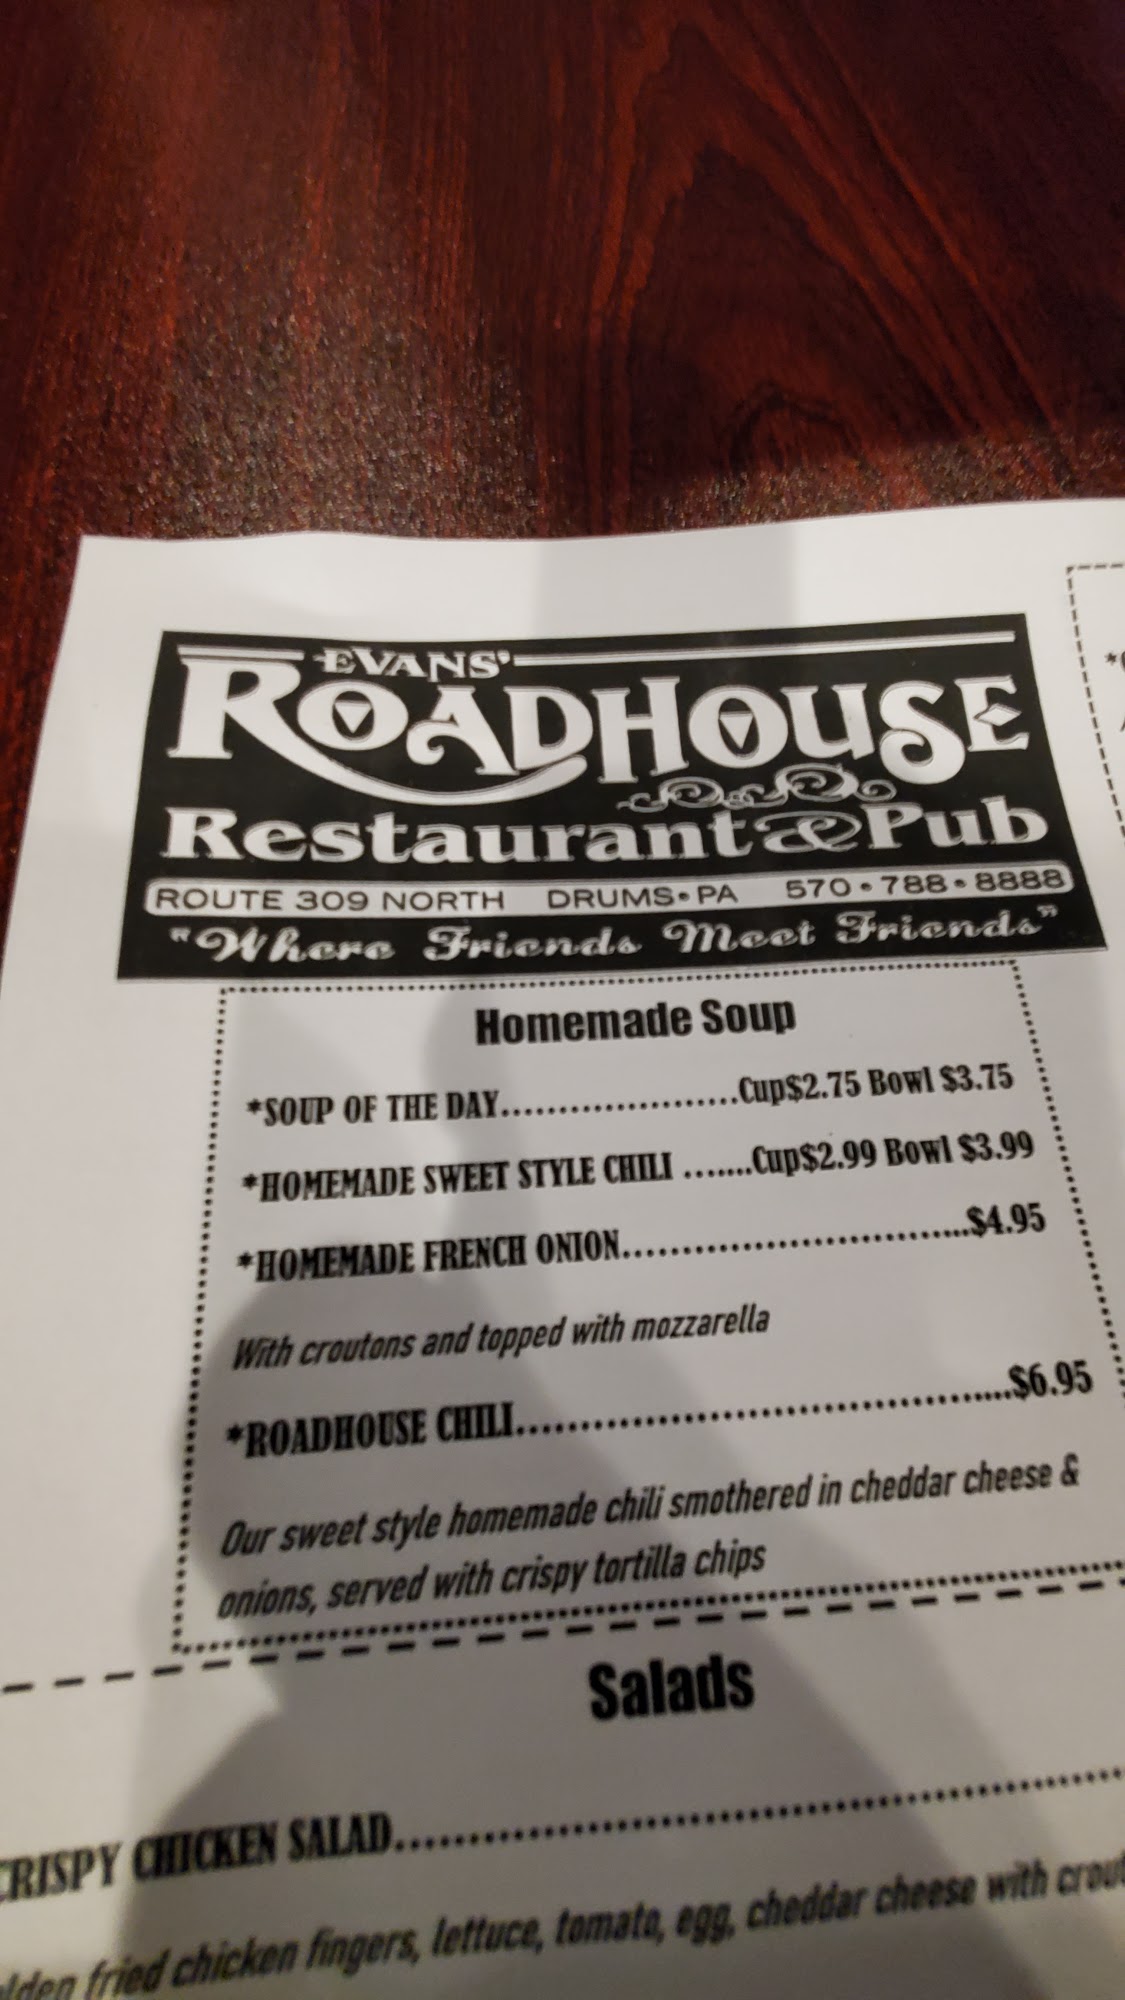 EVANS'
ROADHOUSE
Restaurant & Pub
ROUTE 309 NORTH DRUMS•PA 570•788•8888
"Where Friends Meet Friends"
Homemade Soup
*SOUP OF THE DAY.......................Cup$2.75 Bowl $3.75
*HOMEMADE SWEET STYLE CHILI .......Cup$2.99 Bowl $3.99
*HOMEMADE FRENCH ONION..................................$4.95
With croutons and topped with mozzarella
*ROADHOUSE CHILI................................................$6.95
Our sweet style homemade chili smothered in cheddar cheese &
onions, served with crispy tortilla chips
Salads
CRISPY CHICKEN SALAD................................................
fried chicken fingers, lettuce, tomato, egg, cheddar cheese with